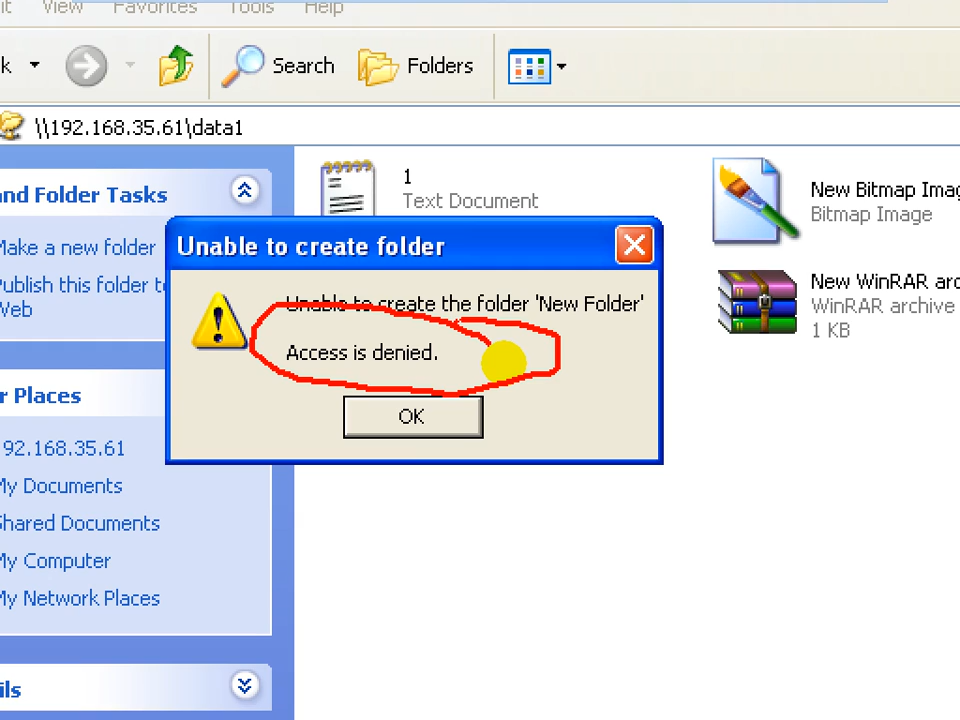 View Favorites Tools Help
Search Folders
\\192.168.35.61\data1
and Folder Tasks
Make a new folder
Publish this folder to
Web
Places
92.168.35.61
My Documents
Shared Documents
My Computer
My Network Places
1
Text Document
New Bitmap Imag
Bitmap Image
New WinRAR arc
WinRAR archive
1 KB
Unable to create folder
Unable to create the folder 'New Folder'
Access is denied.
OK